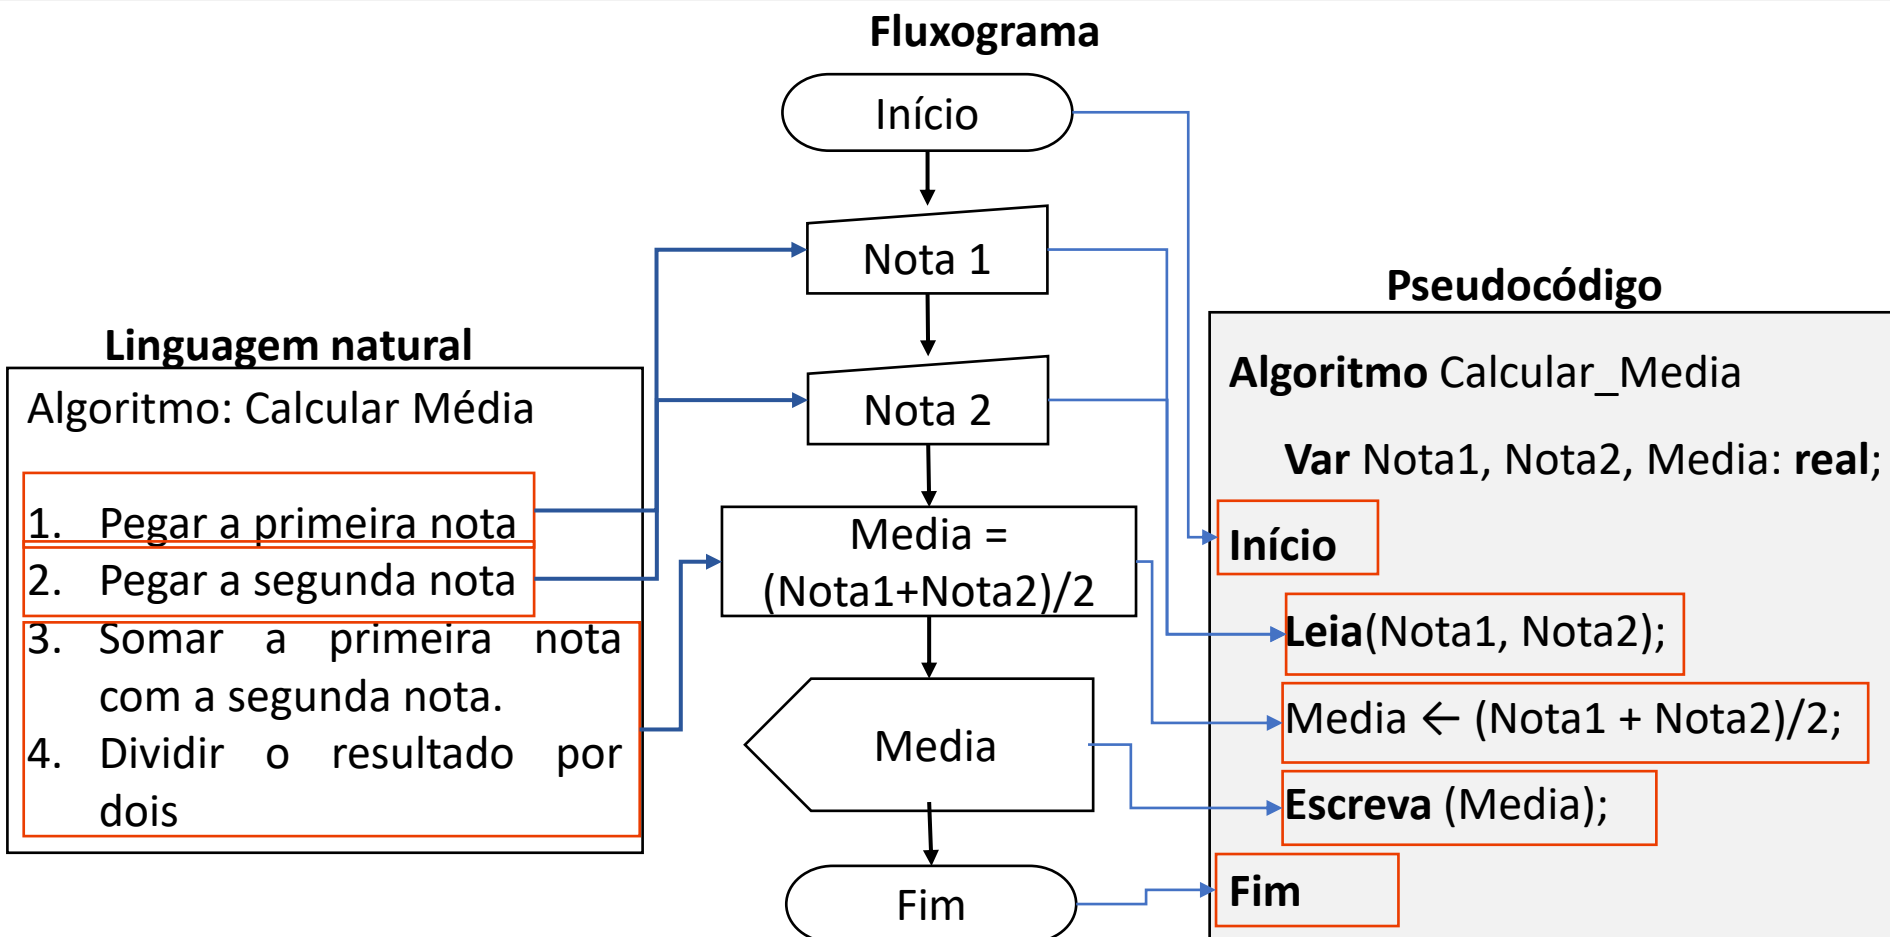 Fluxograma
Início
Nota 1
Nota 2
Media =
(Nota1+Nota2)/2
Media
Fim
Linguagem natural
Algoritmo: Calcular Média
1. Pegar a primeira nota
2. Pegar a segunda nota
3. Somar a primeira nota
com a segunda nota.
4. Dividir o resultado por
dois
Pseudocódigo
Algoritmo Calcular_Media
Var Nota1, Nota2, Media: real;
Início
Leia(Nota1, Nota2);
Media ← (Nota1 + Nota2)/2;
Escreva (Media);
Fim